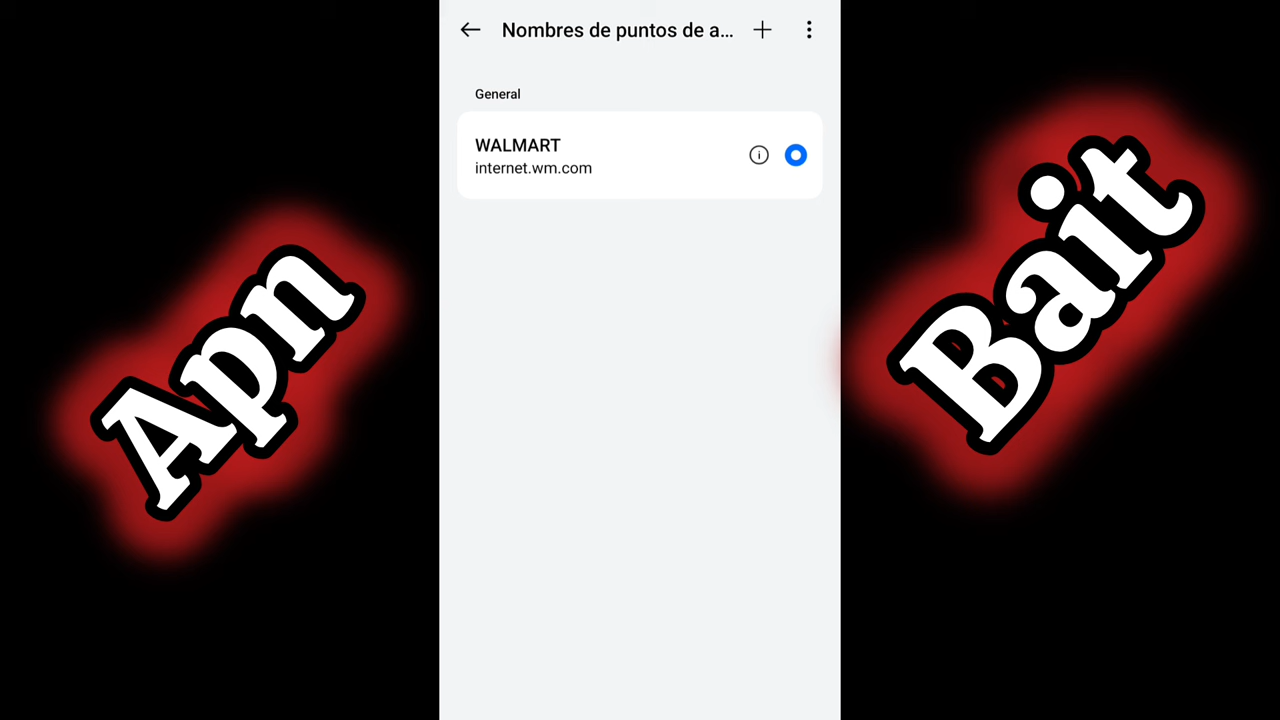 Nombres de puntos de a...
General
WALMART
internet.wm.com
Apn
Bait